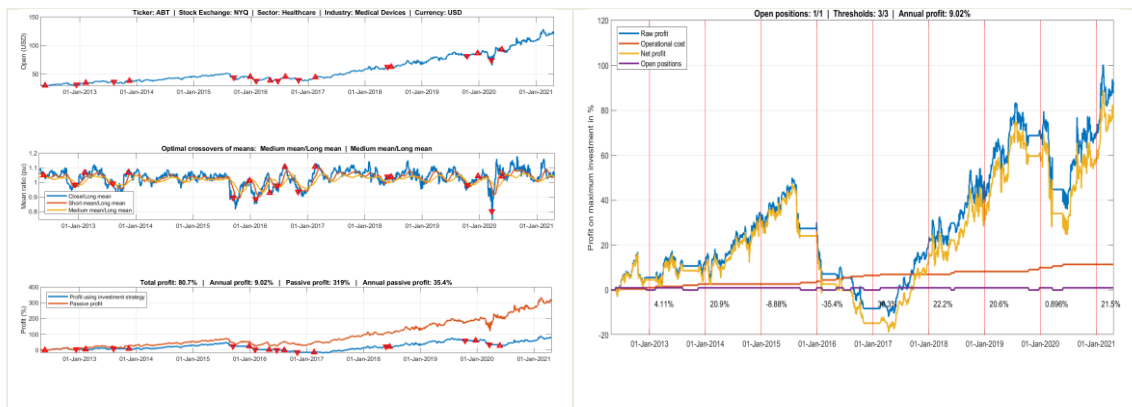 Ticker: ABT | Stock Exchange: NYQ | Sector: Healthcare | Industry: Medical Devices | Currency: USD
Open (USD)
150
100
50
01-Jan-2013 01-Jan-2014 01-Jan-2015 01-Jan-2016 01-Jan-2017 01-Jan-2018 01-Jan-2019 01-Jan-2020 01-Jan-2021
Optimal crossovers of means: Medium mean/Long mean | Medium mean/Long mean
Mean ratio (pu)
1.2
1.1
1
0.9
0.8
Close/Long mean
Short mean/Long mean
Medium mean/Long mean
01-Jan-2013 01-Jan-2014 01-Jan-2015 01-Jan-2016 01-Jan-2017 01-Jan-2018 01-Jan-2019 01-Jan-2020 01-Jan-2021
Total profit: 80.7% | Annual profit: 9.02% | Passive profit: 319% | Annual passive profit: 35.4%
Profit (%)
400
300
200
100
0
Profit using investment strategy
Passive profit
01-Jan-2013 01-Jan-2014 01-Jan-2015 01-Jan-2016 01-Jan-2017 01-Jan-2018 01-Jan-2019 01-Jan-2020 01-Jan-2021
Open positions: 1/1 | Thresholds: 3/3 | Annual profit: 9.02%
Profit on maximum investment in %
120
100
80
60
40
20
0
-20
Raw profit
Operational cost
Net profit
Open positions
4.11% 20.9% -8.88% -35.4% 22.2% 20.6% 0.896% 21.5%
01-Jan-2013 01-Jan-2014 01-Jan-2015 01-Jan-2016 01-Jan-2017 01-Jan-2018 01-Jan-2019 01-Jan-2020 01-Jan-2021